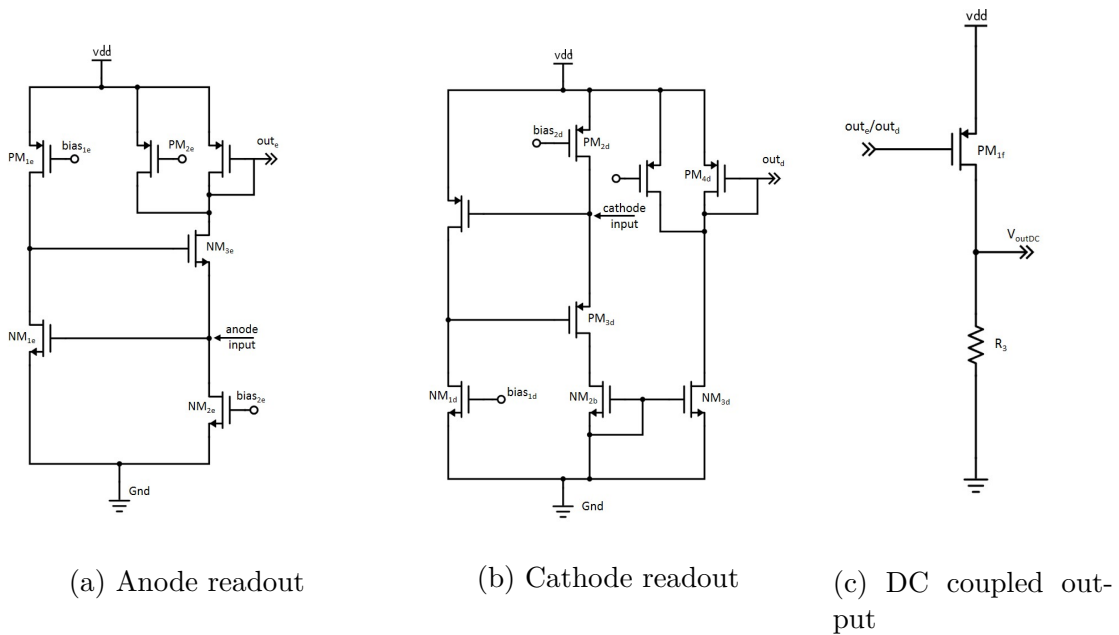 vdd
bias1e
PM1e
PM2e
oute
NM3e
NM1e
anode
input
bias2e
NM2e
Gnd
(a) Anode readout
vdd
bias2d
PM2d
outd
PM4d
cathode
input
PM3d
NM1d
bias1d
NM2b
NM3d
Gnd
(b) Cathode readout
vdd
oute/outd
PM1f
VoutDC
R3
(c) DC coupled out-
put